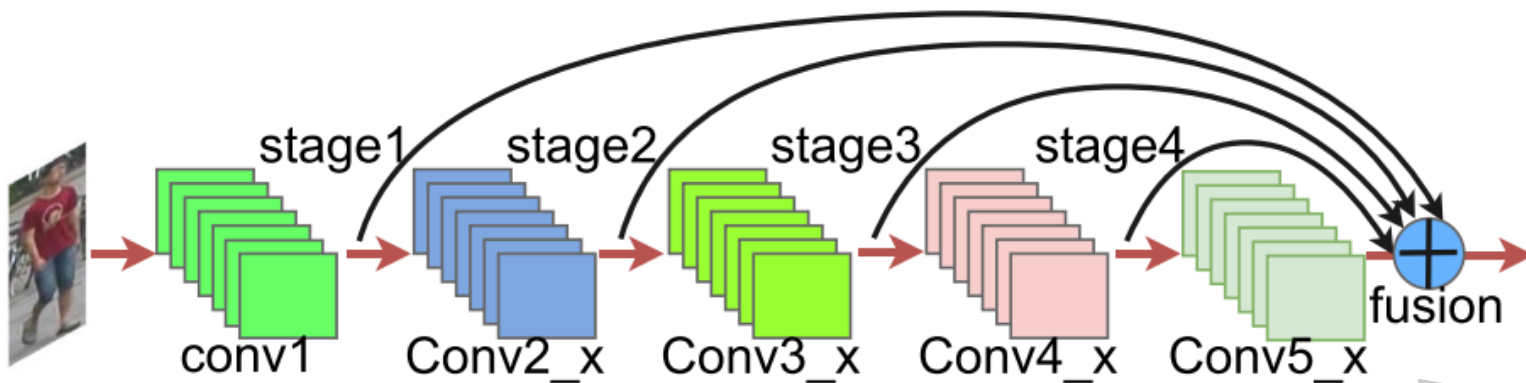 stage1 stage2 stage3 stage4
fusion
conv1 Conv2_x Conv3_x Conv4_x Conv5_x